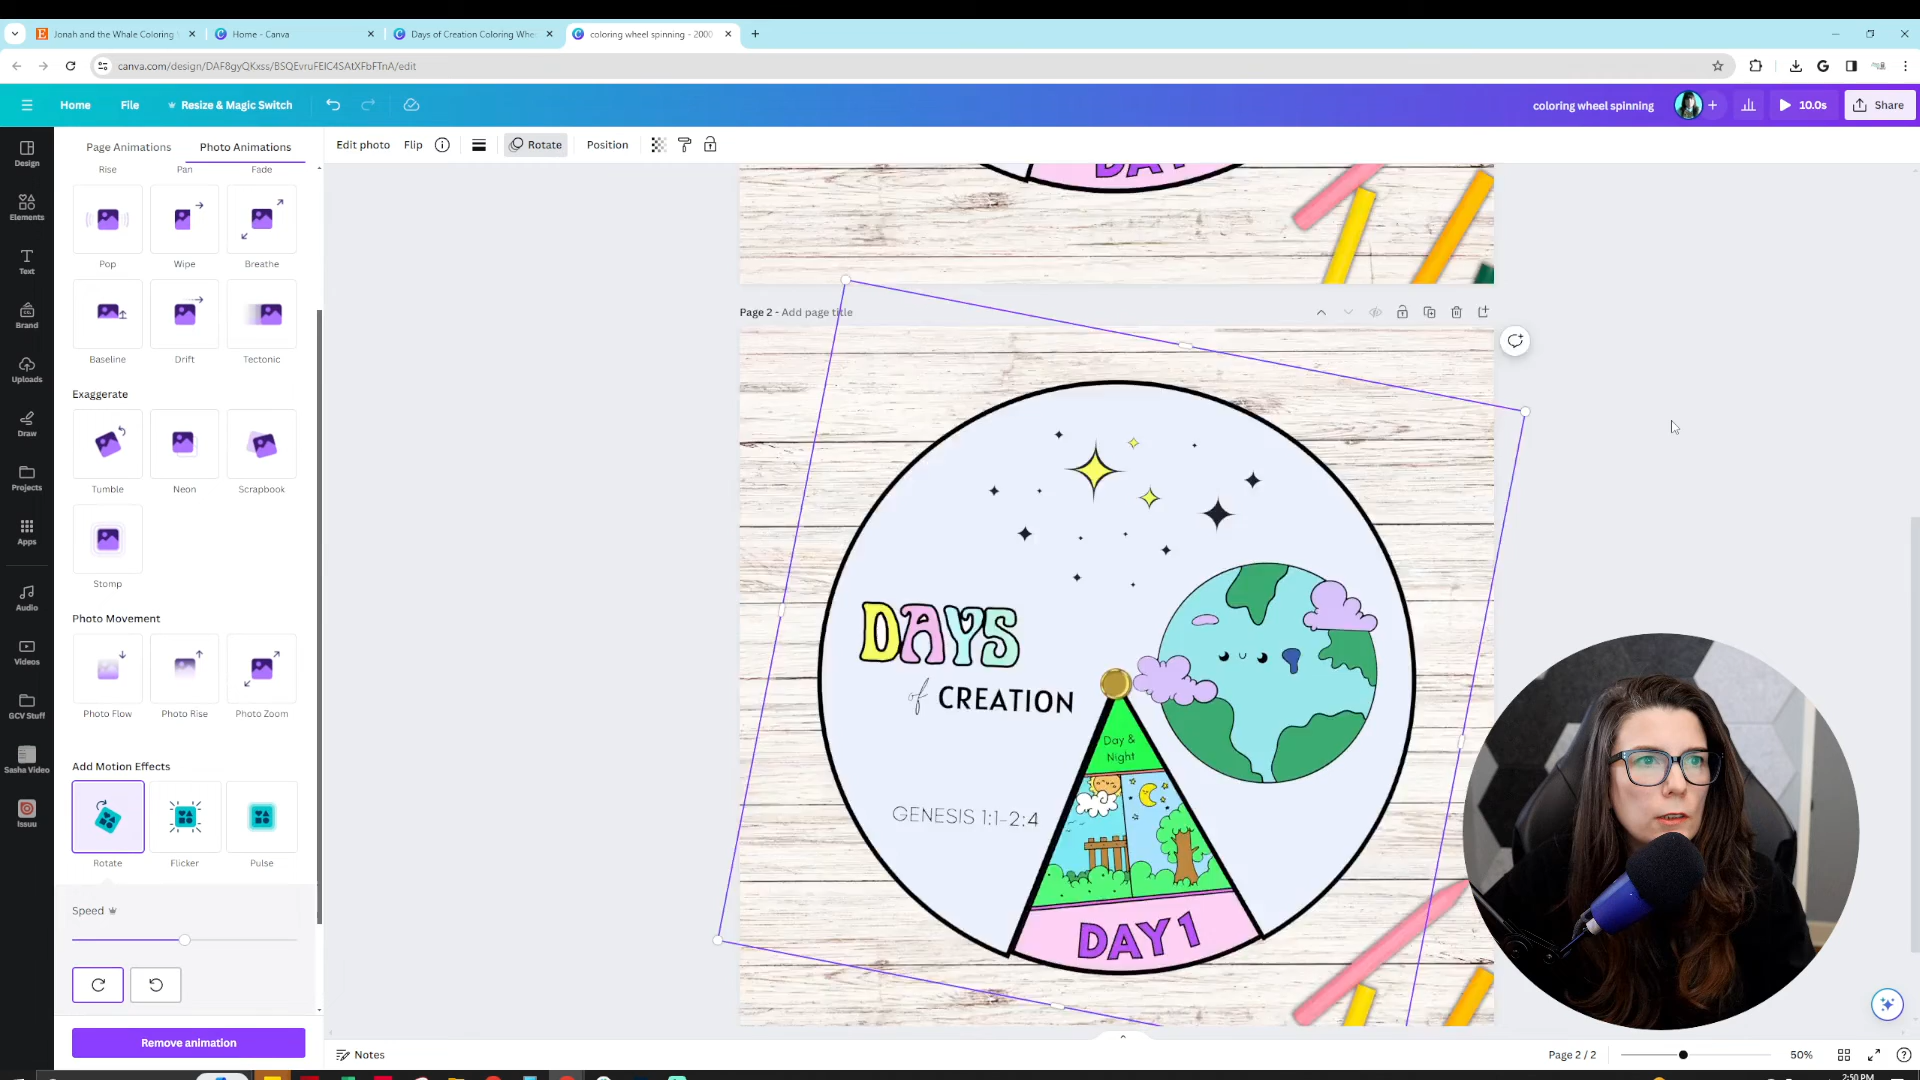 Jonah and the Whale Coloring
Home - Canva
Days of Creation Coloring Whe
coloring wheel spinning - 2000
canva.com/design/DAF8gyQKxss/BSQEvruFEIC4SAtXFbFTnA/edit
Home
File
Resize & Magic Switch
coloring wheel spinning
10.0s
Share
Design
Elements
Text
Brand
Uploads
Draw
Projects
Apps
Audio
Videos
GCV Stuff
Sasha Video
Issuu
Page Animations
Photo Animations
Rise
Pan
Fade
Pop
Wipe
Breathe
Baseline
Drift
Tectonic
Exaggerate
Tumble
Neon
Scrapbook
Stomp
Photo Movement
Photo Flow
Photo Rise
Photo Zoom
Add Motion Effects
Rotate
Flicker
Pulse
Speed
Remove animation
Edit photo
Flip
Rotate
Position
Page 2 - Add page title
DAYS
of CREATION
GENESIS 1:1-2:4
Day &
Night
DAY 1
Notes
Page 2 / 2
50%
2:50 PM